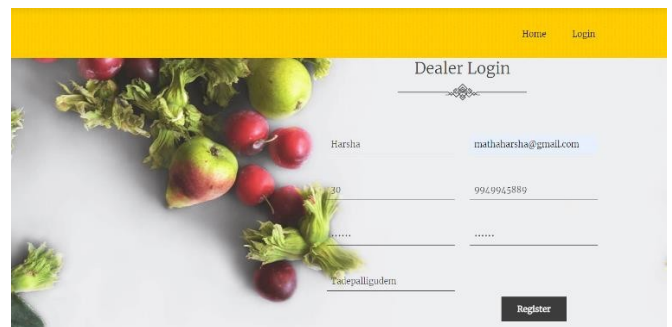 Home Login
Dealer Login
Harsha mathaharsha@gmail.com
30 9949945889
...... ......
Tadepalligudem
Register